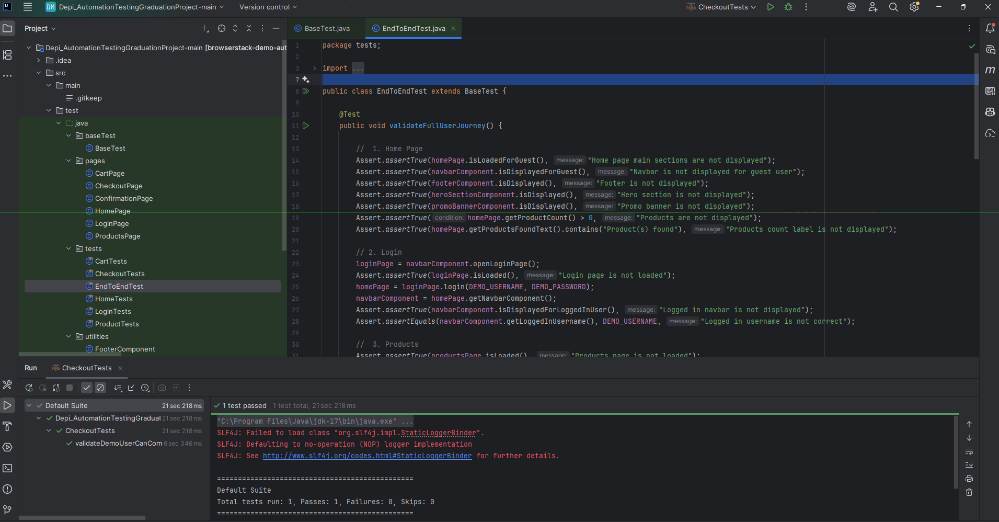 DM Depi_AutomationTestingGraduationProject-main Version control CheckoutTests
Project
BaseTest.java EndToEndTest.java
Depi_AutomationTestingGraduationProject-main [browserstack-demo-aut
.idea
src
main
.gitkeep
test
java
baseTest
BaseTest
pages
CartPage
CheckoutPage
ConfirmationPage
HomePage
LoginPage
ProductsPage
tests
CartTests
CheckoutTests
EndToEndTest
HomeTests
LoginTests
ProductTests
utilities
FooterComponent
1 package tests;
2
3 import ...
7
8 public class EndToEndTest extends BaseTest {
9
10 @Test
11 public void validateFullUserJourney() {
12
13 // 1. Home Page
14 Assert.assertTrue(homePage.isLoadedForGuest(), message: "Home page main sections are not displayed");
15 Assert.assertTrue(navbarComponent.isDisplayedForGuest(), message: "Navbar is not displayed for guest user");
16 Assert.assertTrue(footerComponent.isDisplayed(), message: "Footer is not displayed");
17 Assert.assertTrue(heroSectionComponent.isDisplayed(), message: "Hero section is not displayed");
18 Assert.assertTrue(promoBannerComponent.isDisplayed(), message: "Promo banner is not displayed");
19 Assert.assertTrue( condition: homePage.getProductCount() > 0, message: "Products are not displayed");
20 Assert.assertTrue(homePage.getProductsFoundText().contains("Product(s) found"), message: "Products count label is not displayed");
21
22 // 2. Login
23 loginPage = navbarComponent.openLoginPage();
24 Assert.assertTrue(loginPage.isLoaded(), message: "Login page is not loaded");
25 homePage = loginPage.login(DEMO_USERNAME, DEMO_PASSWORD);
26 navbarComponent = homePage.getNavbarComponent();
27 Assert.assertTrue(navbarComponent.isDisplayedForLoggedInUser(), message: "Logged in navbar is not displayed");
28 Assert.assertEquals(navbarComponent.getLoggedInUsername(), DEMO_USERNAME, message: "Logged in username is not correct");
29
30 // 3. Products
31 Assert.assertTrue(productsPage.isLoaded(), message: "Products page is not loaded");
Run CheckoutTests
Default Suite 21 sec 218 ms
Depi_AutomationTestingGraduat 21 sec 218 ms
CheckoutTests 21 sec 218 ms
validateDemoUserCanCom 6 sec 346 ms
1 test passed 1 test total, 21 sec 218 ms
"C:\Program Files\Java\jdk-17\bin\java.exe" ...
SLF4J: Failed to load class "org.slf4j.impl.StaticLoggerBinder".
SLF4J: Defaulting to no-operation (NOP) logger implementation
SLF4J: See http://www.slf4j.org/codes.html#StaticLoggerBinder for further details.
===============================================
Default Suite
Total tests run: 1, Passes: 1, Failures: 0, Skips: 0
===============================================